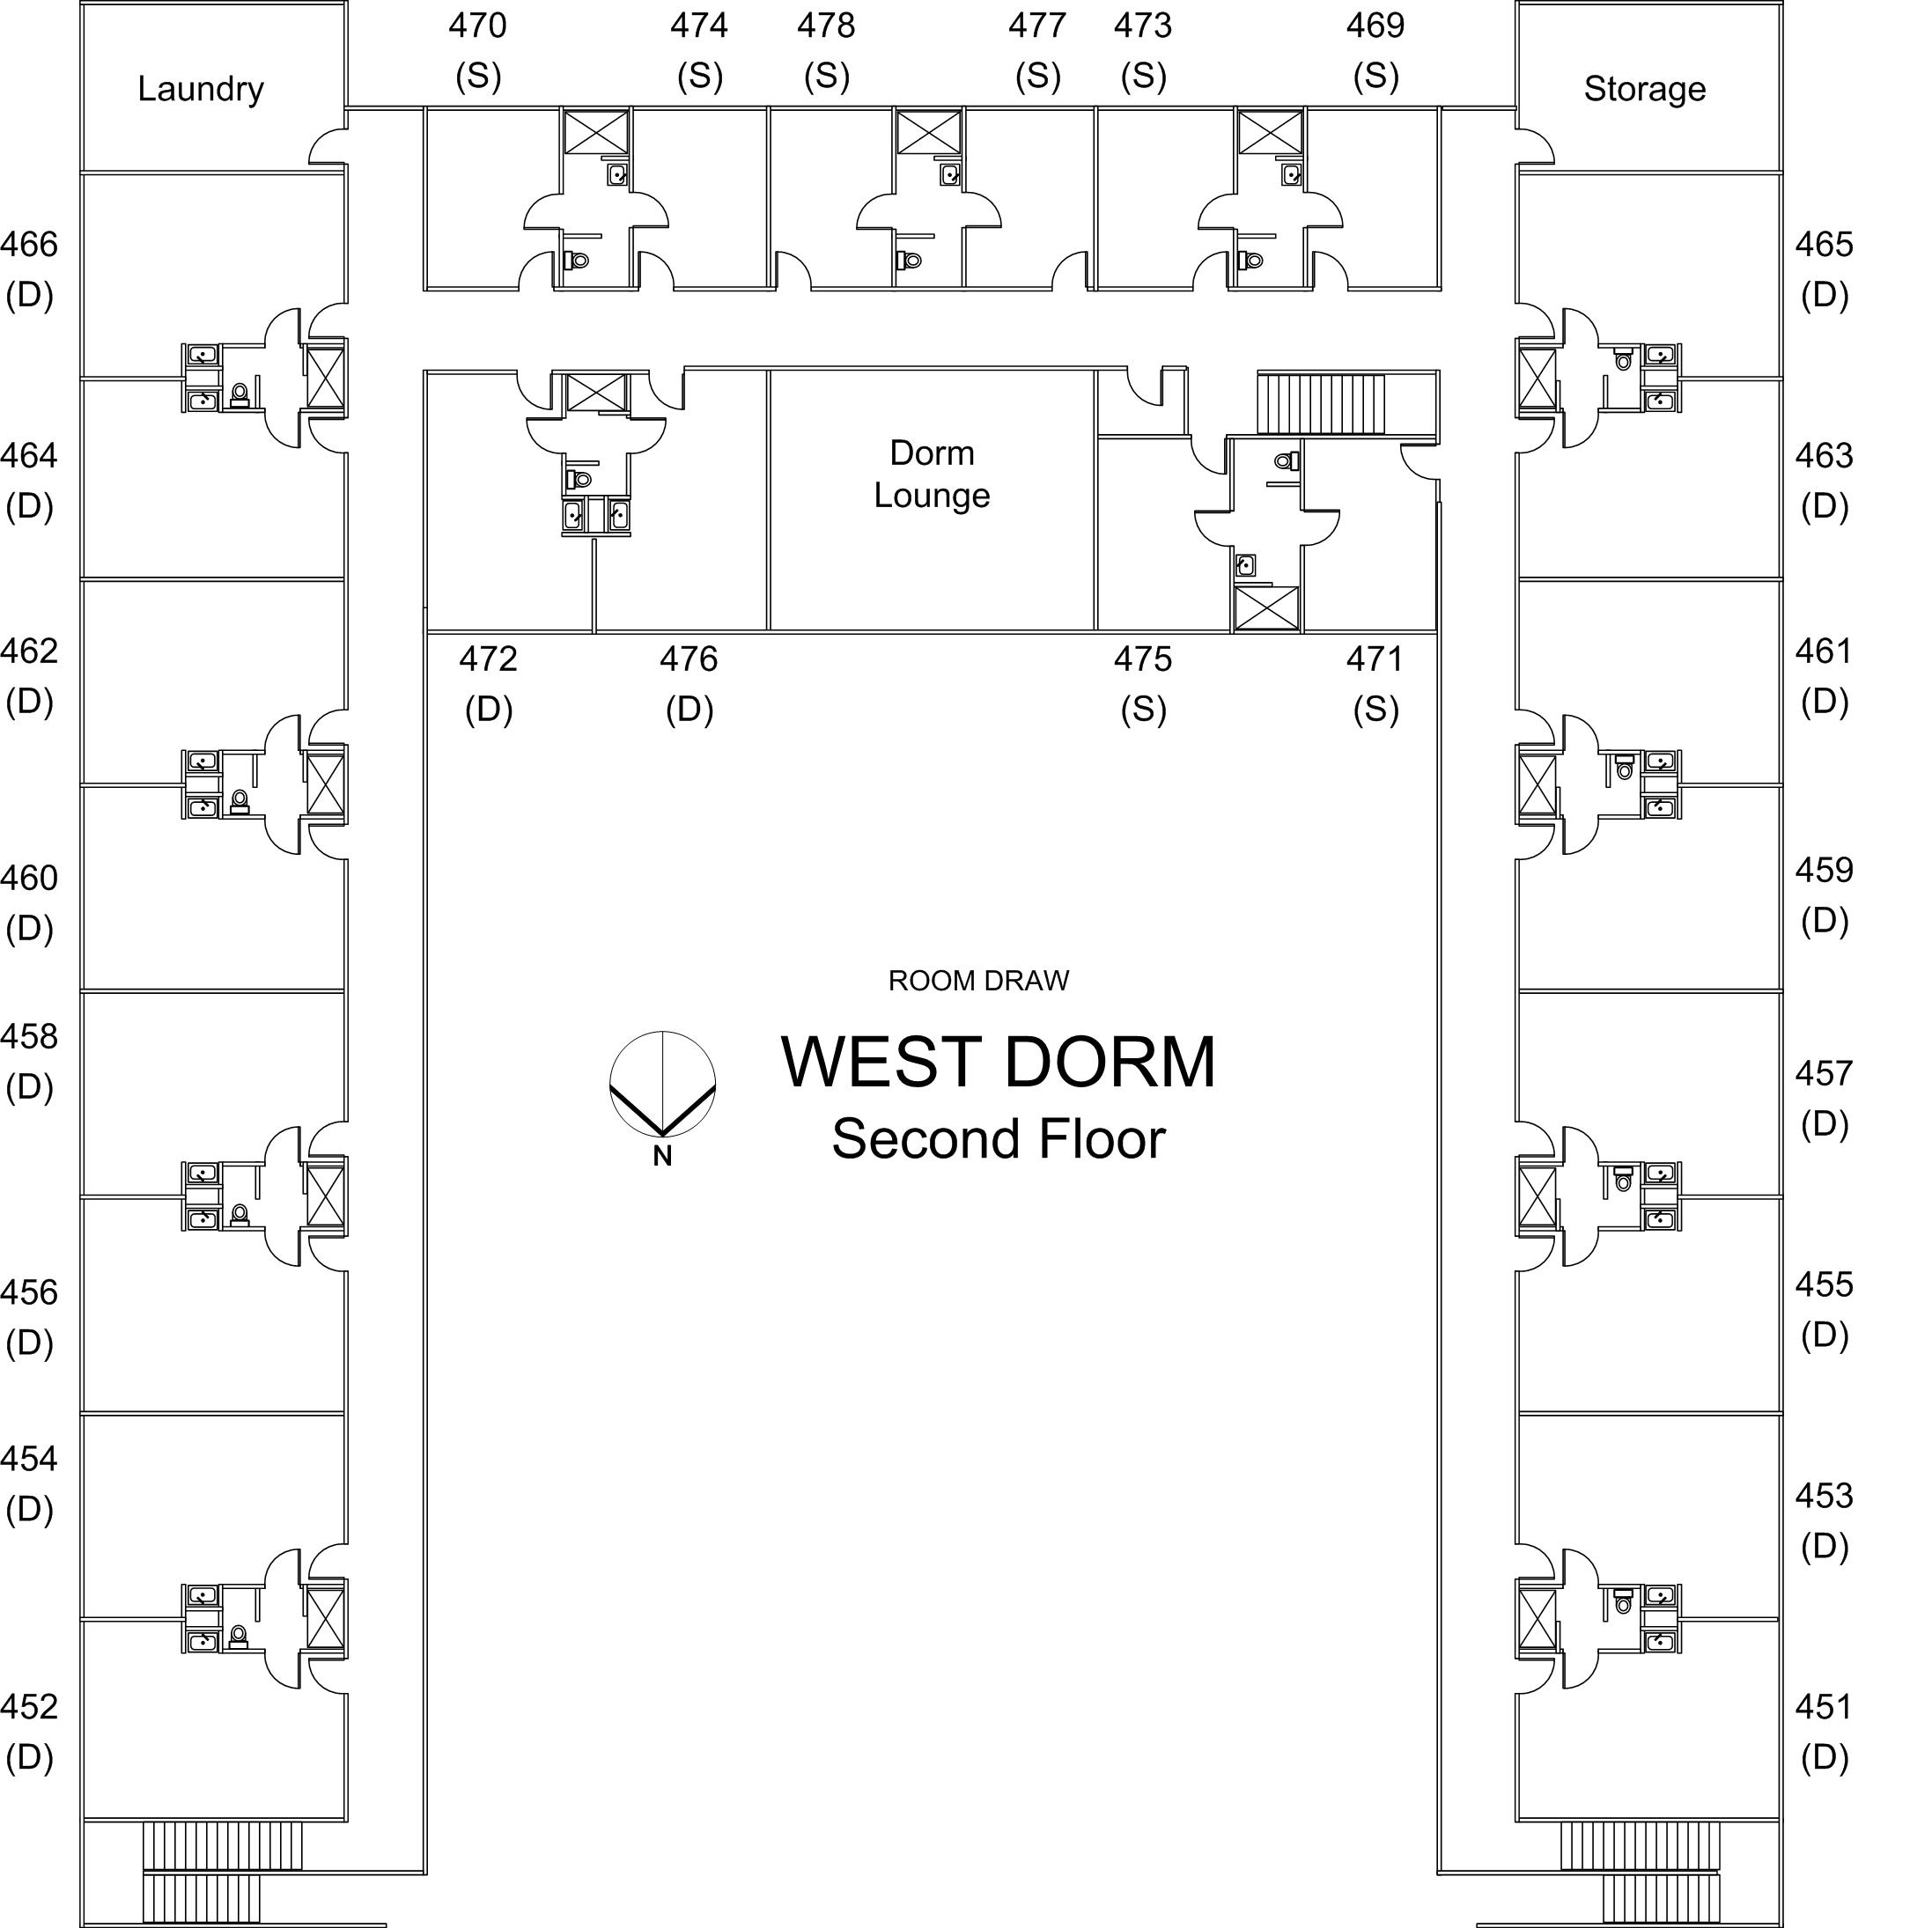 470 474 478 477 473 469
(S) (S) (S) (S) (S) (S)
Laundry
Storage
466
(D)
465
(D)
464
(D)
Dorm
Lounge
463
(D)
462
(D)
472 476 475 471
(D) (D) (S) (S)
461
(D)
460
(D)
459
(D)
ROOM DRAW
WEST DORM
Second Floor
N
458
(D)
457
(D)
456
(D)
455
(D)
454
(D)
453
(D)
452
(D)
451
(D)